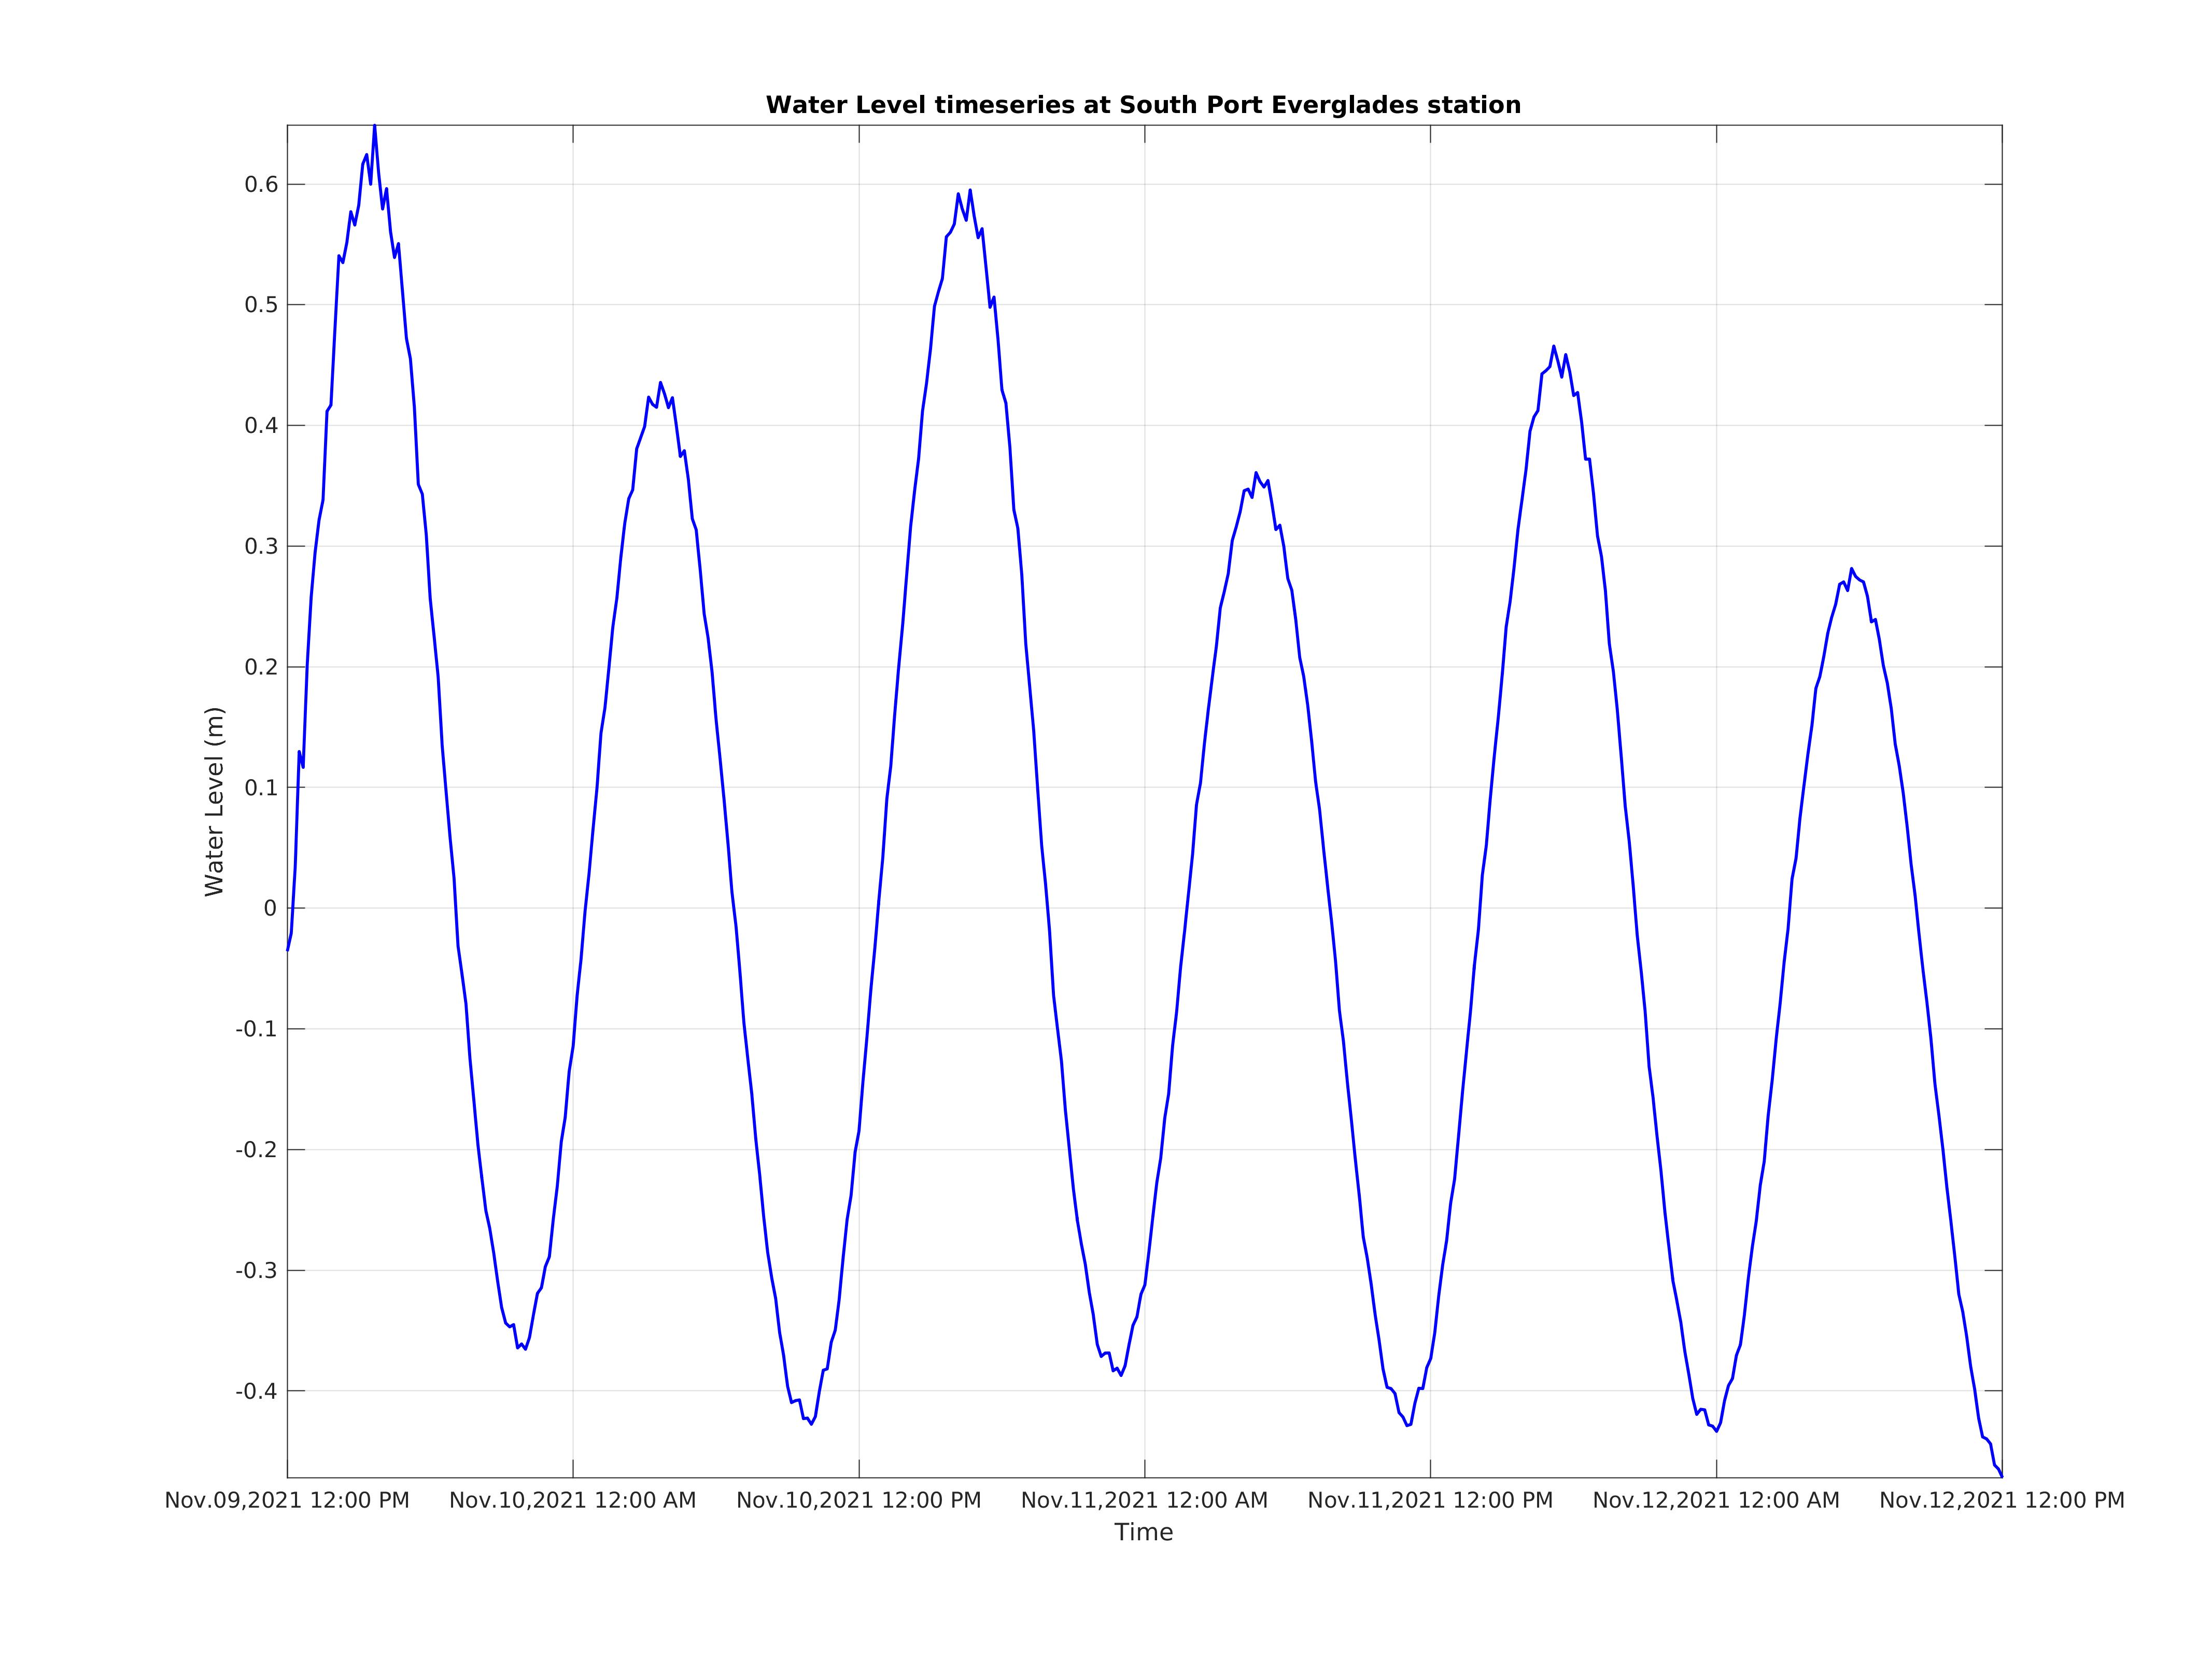 Water Level timeseries at South Port Everglades station
0.6
0.5
0.4
0.3
0.2
0.1
0
-0.1
-0.2
-0.3
-0.4
Water Level (m)
Nov.09,2021 12:00 PM Nov.10,2021 12:00 AM Nov.10,2021 12:00 PM Nov.11,2021 12:00 AM Nov.11,2021 12:00 PM Nov.12,2021 12:00 AM Nov.12,2021 12:00 PM
Time